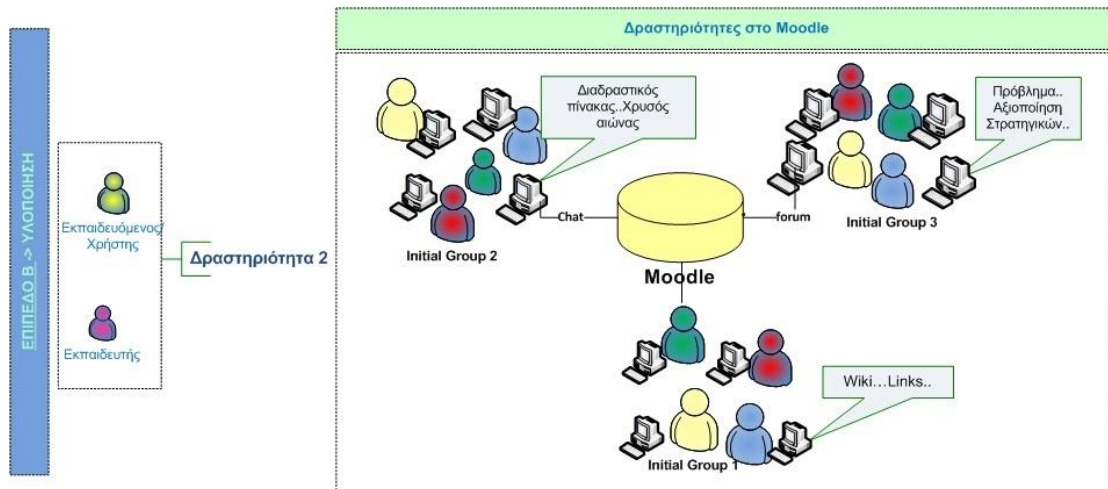 Δραστηριότητες στο Moodle
ΕΠΙΠΕΔΟ Β -> ΥΛΟΠΟΙΗΣΗ
Εκπαιδευόμενος/
Χρήστης
Εκπαιδευτής
Δραστηριότητα 2
Διαδραστικός
πίνακας..Χρυσός
αιώνας
Πρόβλημα..
Αξιοποίηση
Στρατηγικών..
Chat
forum
Initial Group 2
Initial Group 3
Moodle
Wiki...Links..
Initial Group 1